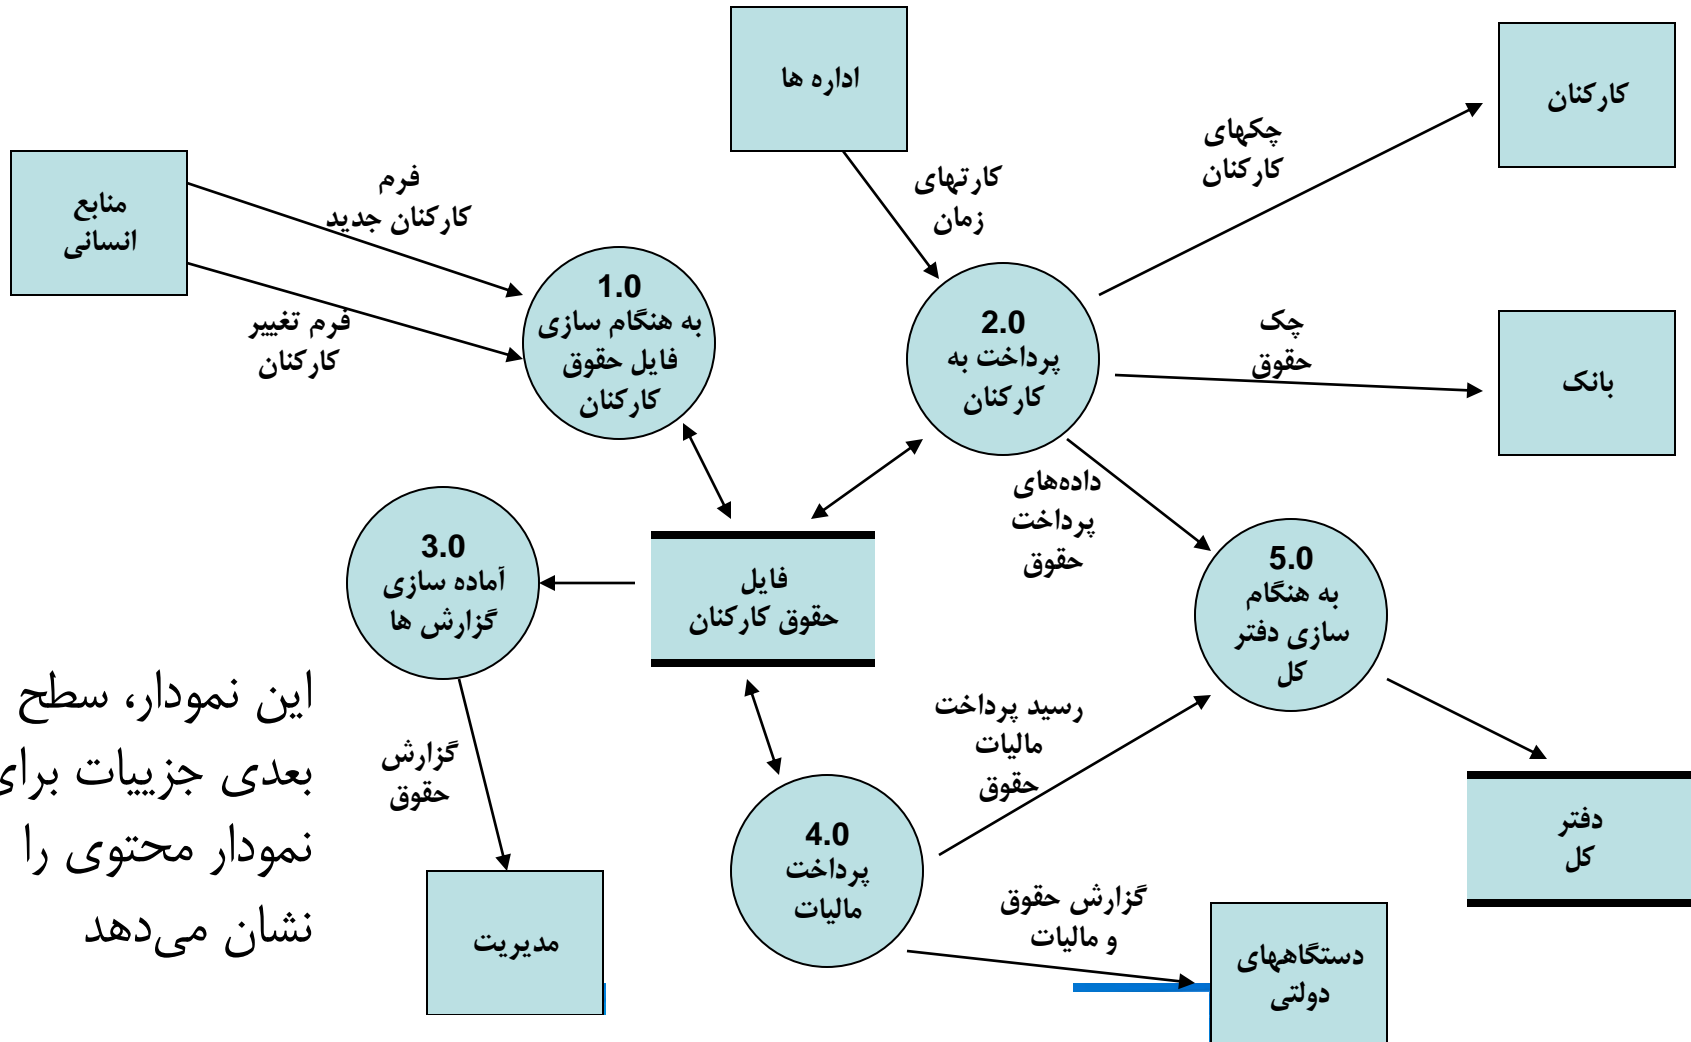 اداره ها
کارکنان
چکهای
کارکنان
کارتهای
زمان
فرم
کارکنان جدید
منابع
انسانی
1.0
به هنگام سازی
فایل حقوق
کارکنان
فرم تغییر
کارکنان
2.0
پرداخت به
کارکنان
چک
حقوق
بانک
داده‌های
پرداخت
حقوق
3.0
آماده سازی
گزارش ها
فایل
حقوق کارکنان
5.0
به هنگام
سازی دفتر
کل
رسید پرداخت
مالیات
حقوق
گزارش
حقوق
4.0
پرداخت
مالیات
دفتر
کل
گزارش حقوق
و مالیات
مدیریت
دستگاههای
دولتی
این نمودار، سطح
بعدی جزییات برای
نمودار محتوی را
نشان می‌دهد